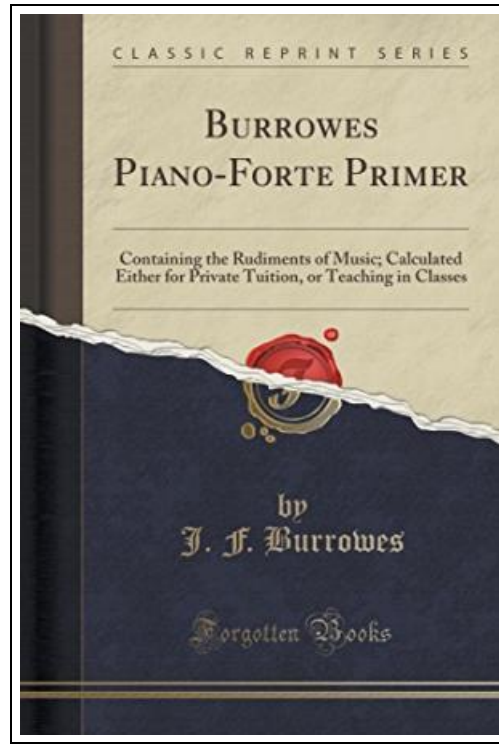 CLASSIC REPRINT SERIES
BURROWES
PIANO-FORTE PRIMER
Containing the Rudiments of Music; Calculated
Either for Private Tuition, or Teaching in Classes
by
J. F. Burrowes
Forgotten Books